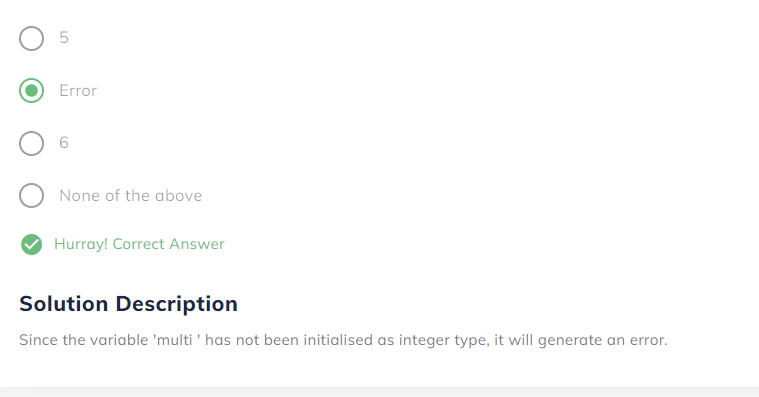 5
Error
6
None of the above
Hurray! Correct Answer
Solution Description
Since the variable 'multi ' has not been initialised as integer type, it will generate an error.